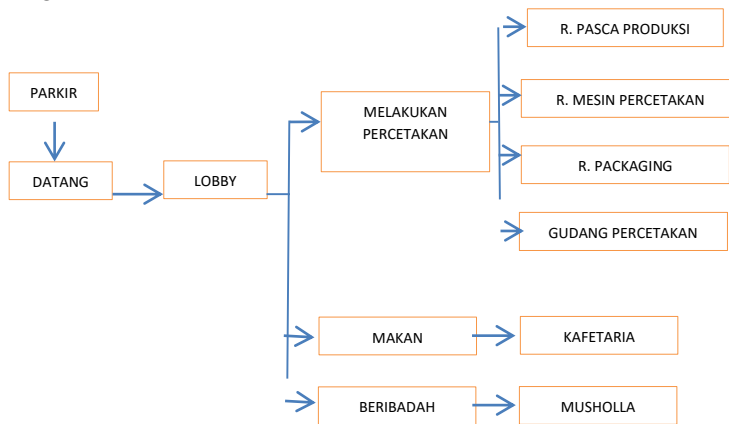 PARKIR
DATANG
LOBBY
MELAKUKAN
PERCETAKAN
R. PASCA PRODUKSI
R. MESIN PERCETAKAN
R. PACKAGING
GUDANG PERCETAKAN
MAKAN
KAFETARIA
BERIBADAH
MUSHOLLA